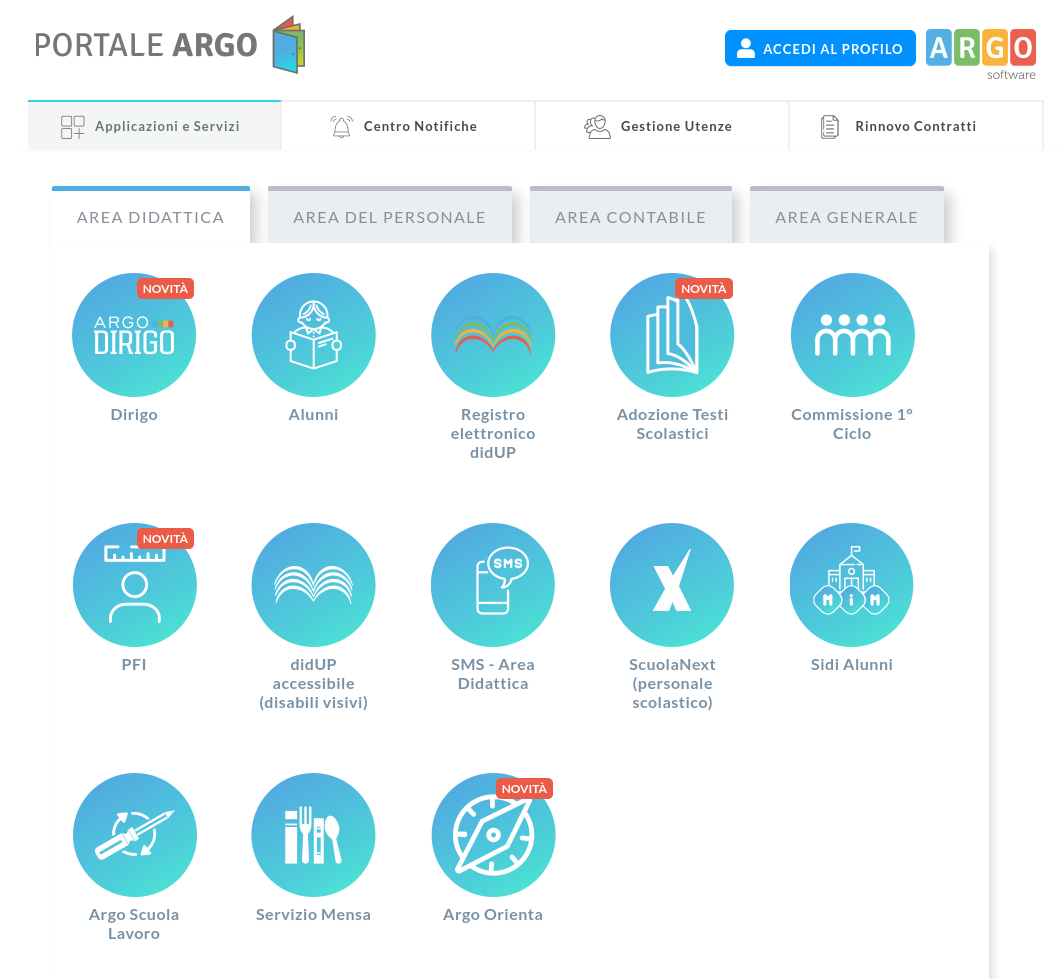 PORTALE ARGO
ACCEDI AL PROFILO
ARGO
software
Applicazioni e Servizi
Centro Notifiche
Gestione Utenze
Rinnovo Contratti
AREA DIDATTICA
AREA DEL PERSONALE
AREA CONTABILE
AREA GENERALE
NOVITÀ
ARGO
DIRIGO
NOVITÀ
Dirigo
Alunni
Registro
elettronico
didUP
Adozione Testi
Scolastici
Commissione 1°
Ciclo
NOVITÀ
SMS
MiM
PFI
didUP
accessibile
(disabili visivi)
SMS - Area
Didattica
ScuolaNext
(personale
scolastico)
Sidi Alunni
NOVITÀ
Argo Scuola
Lavoro
Servizio Mensa
Argo Orienta